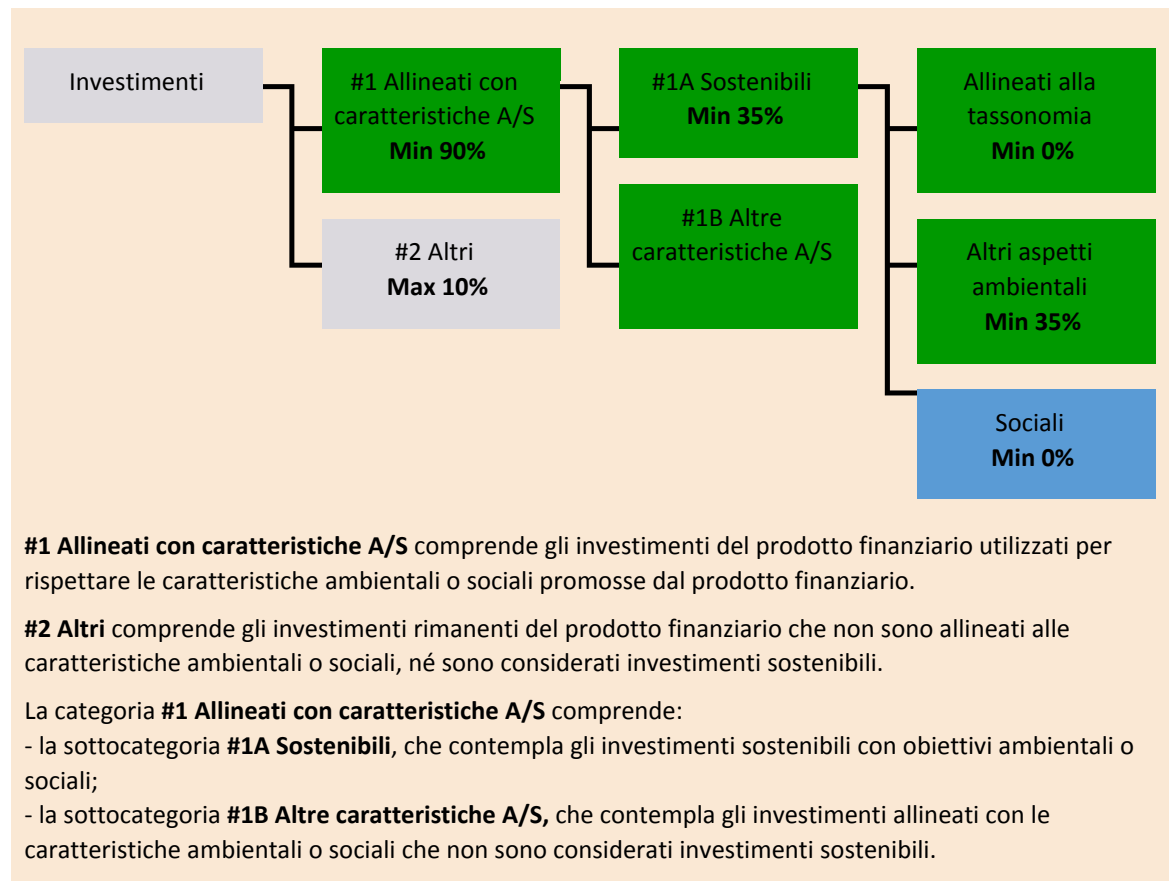 Investimenti
#1 Allineati con
caratteristiche A/S
Min 90%
#2 Altri
Max 10%
#1A Sostenibili
Min 35%
#1B Altre
caratteristiche A/S
Allineati alla
tassonomia
Min 0%
Altri aspetti
ambientali
Min 35%
Sociali
Min 0%
#1 Allineati con caratteristiche A/S comprende gli investimenti del prodotto finanziario utilizzati per
rispettare le caratteristiche ambientali o sociali promosse dal prodotto finanziario.
#2 Altri comprende gli investimenti rimanenti del prodotto finanziario che non sono allineati alle
caratteristiche ambientali o sociali, né sono considerati investimenti sostenibili.
La categoria #1 Allineati con caratteristiche A/S comprende:
- la sottocategoria #1A Sostenibili, che contempla gli investimenti sostenibili con obiettivi ambientali o
sociali;
- la sottocategoria #1B Altre caratteristiche A/S, che contempla gli investimenti allineati con le
caratteristiche ambientali o sociali che non sono considerati investimenti sostenibili.